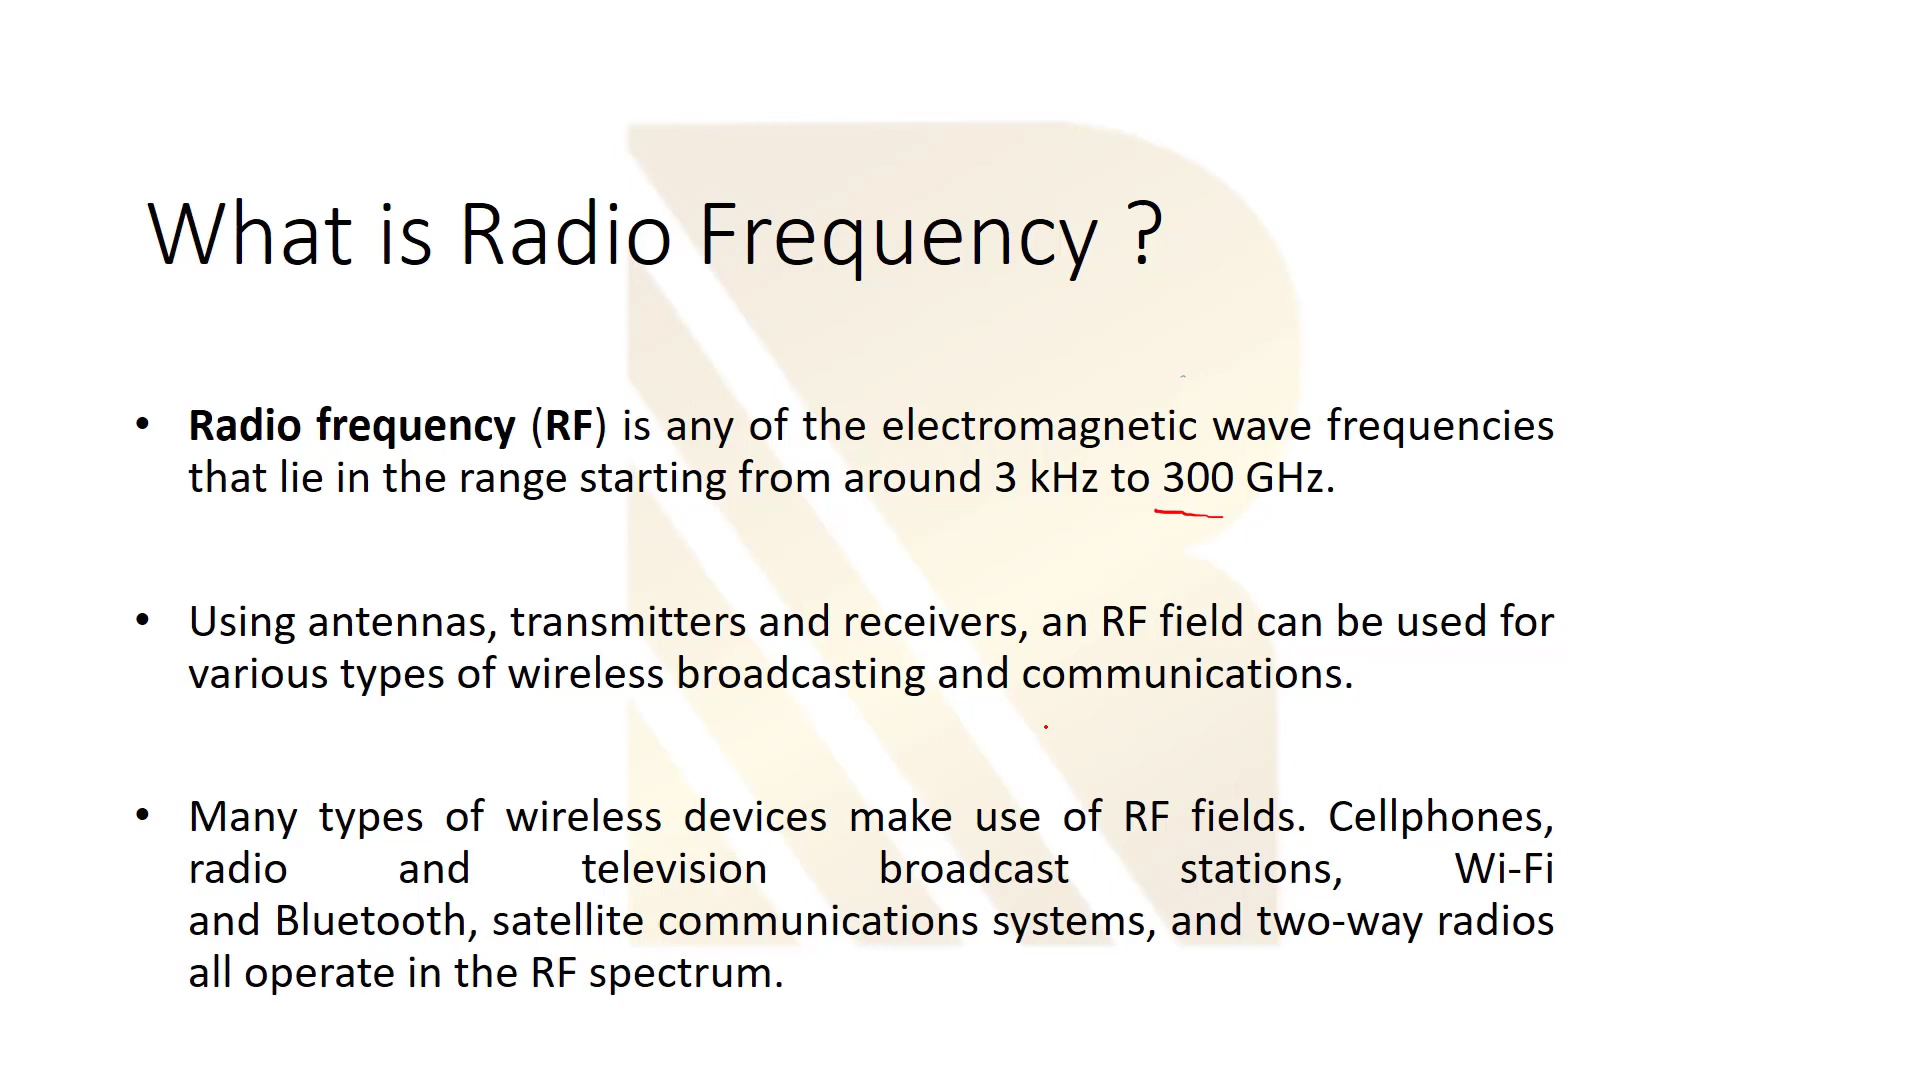 What is Radio Frequency ?
• Radio frequency (RF) is any of the electromagnetic wave frequencies
that lie in the range starting from around 3 kHz to 300 GHz.
• Using antennas, transmitters and receivers, an RF field can be used for
various types of wireless broadcasting and communications.
• Many types of wireless devices make use of RF fields. Cellphones,
radio and television broadcast stations, Wi-Fi
and Bluetooth, satellite communications systems, and two-way radios
all operate in the RF spectrum.